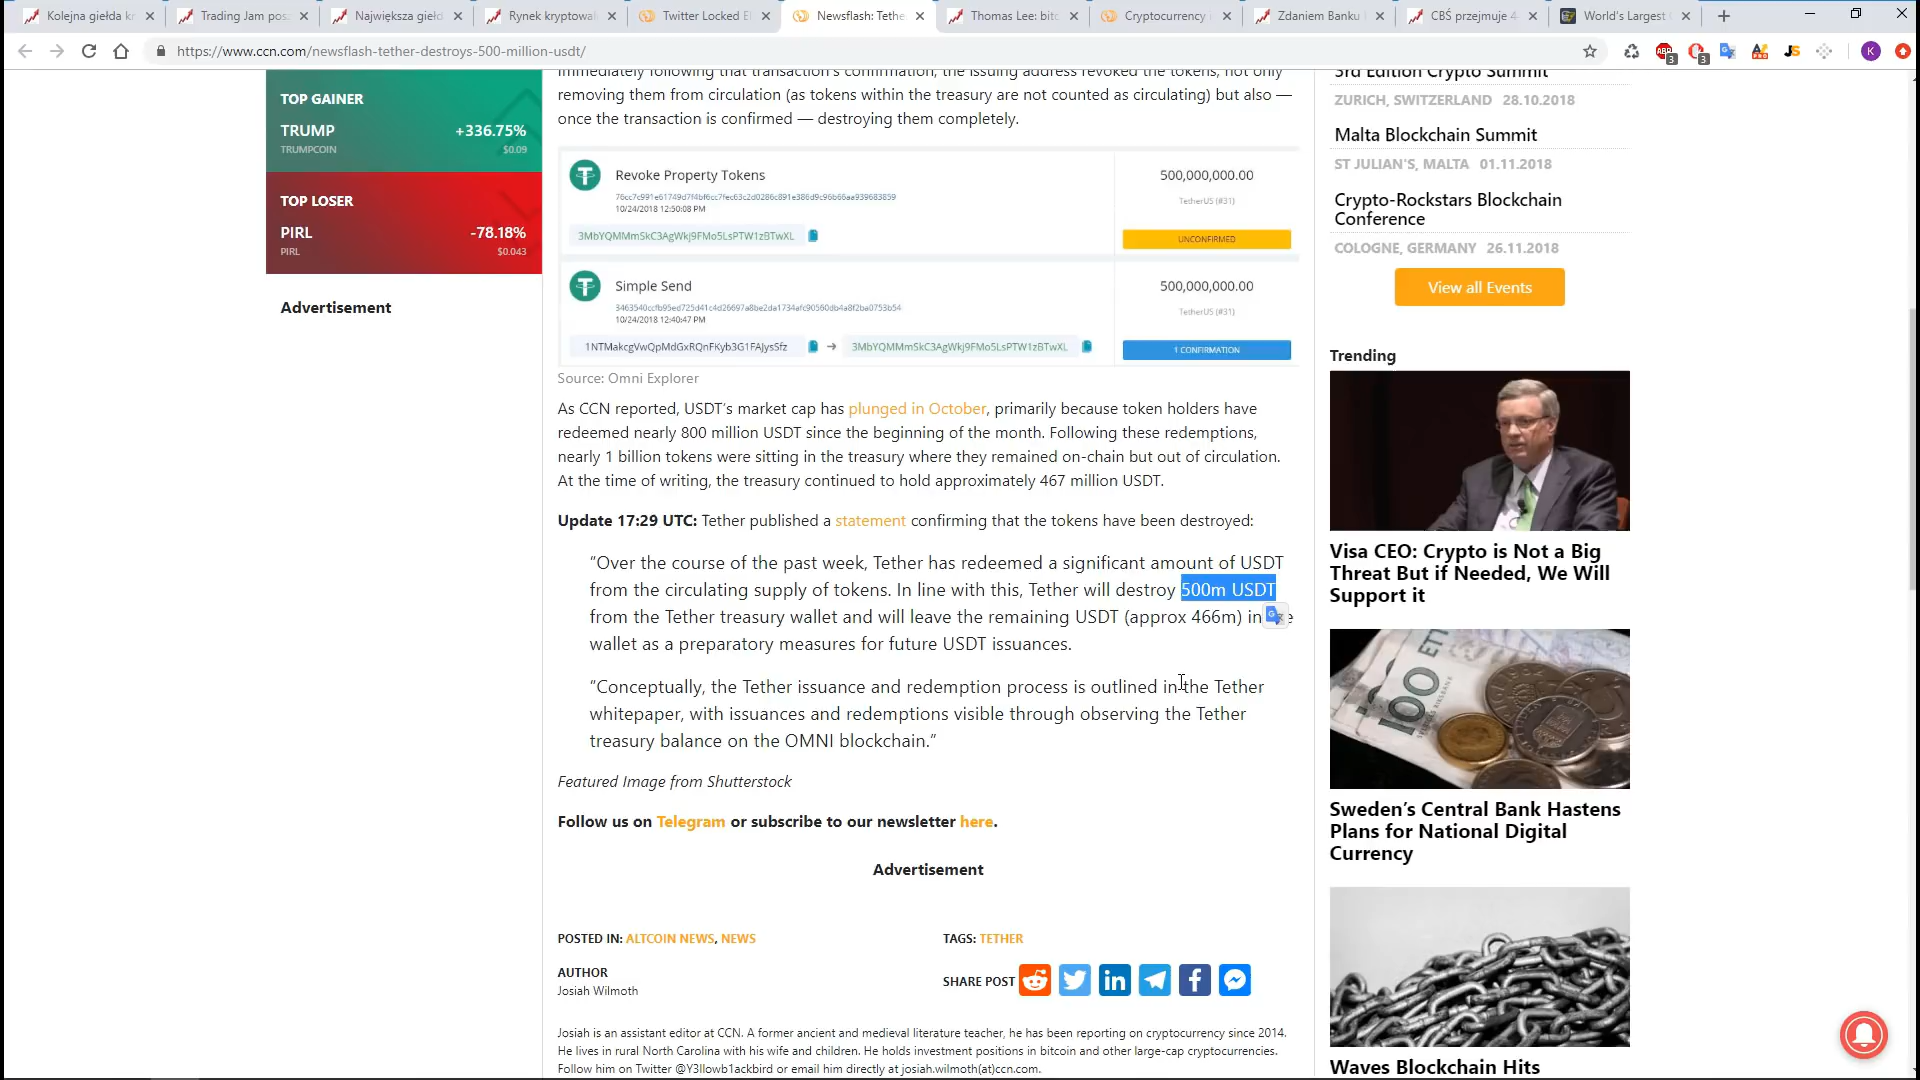 Kolejna giełda kr
Trading Jam pos
Największa giełd
Rynek kryptowal
Twitter Locked El
Newsflash: Tethe
Thomas Lee: bitc
Cryptocurrency
Zdaniem Banku
CBŚ przejmuje 4
World's Largest
https://www.ccn.com/newsflash-tether-destroys-500-million-usdt/
TOP GAINER
TRUMP +336.75%
TRUMPCOIN $0.09
TOP LOSER
PIRL -78.18%
PIRL $0.043
Advertisement
Immediately following that transaction's confirmation, the issuing address revoked the tokens, not only
removing them from circulation (as tokens within the treasury are not counted as circulating) but also —
once the transaction is confirmed — destroying them completely.
Revoke Property Tokens
10/24/2018 12:50:08 PM
3MbYQMMmSkC3AgWkj9FMo5LsPTW1zBTwXL
500,000,000.00
TetherUS (#31)
UNCONFIRMED
Simple Send
10/24/2018 12:40:47 PM
1NTMakcgVwQpMdGxRQnFKyb3G1FAJysSfz → 3MbYQMMmSkC3AgWkj9FMo5LsPTW1zBTwXL
500,000,000.00
TetherUS (#31)
1 CONFIRMATION
Source: Omni Explorer
As CCN reported, USDT's market cap has plunged in October, primarily because token holders have
redeemed nearly 800 million USDT since the beginning of the month. Following these redemptions,
nearly 1 billion tokens were sitting in the treasury where they remained on-chain but out of circulation.
At the time of writing, the treasury continued to hold approximately 467 million USDT.
Update 17:29 UTC: Tether published a statement confirming that the tokens have been destroyed:
“Over the course of the past week, Tether has redeemed a significant amount of USDT
from the circulating supply of tokens. In line with this, Tether will destroy 500m USDT
from the Tether treasury wallet and will leave the remaining USDT (approx 466m) in
wallet as a preparatory measures for future USDT issuances.
“Conceptually, the Tether issuance and redemption process is outlined in the Tether
whitepaper, with issuances and redemptions visible through observing the Tether
treasury balance on the OMNI blockchain.”
Featured Image from Shutterstock
Follow us on Telegram or subscribe to our newsletter here.
Advertisement
POSTED IN: ALTCOIN NEWS, NEWS
TAGS: TETHER
AUTHOR
Josiah Wilmoth
SHARE POST
Josiah is an assistant editor at CCN. A former ancient and medieval literature teacher, he has been reporting on cryptocurrency since 2014.
He lives in rural North Carolina with his wife and children. He holds investment positions in bitcoin and other large-cap cryptocurrencies.
Follow him on Twitter @Y3llowb1ackbird or email him directly at josiah.wilmoth(at)ccn.com.
3rd Edition Crypto Summit
ZURICH, SWITZERLAND 28.10.2018
Malta Blockchain Summit
ST JULIAN'S, MALTA 01.11.2018
Crypto-Rockstars Blockchain
Conference
COLOGNE, GERMANY 26.11.2018
View all Events
Trending
Visa CEO: Crypto is Not a Big
Threat But if Needed, We Will
Support it
100
Sweden's Central Bank Hastens
Plans for National Digital
Currency
Waves Blockchain Hits